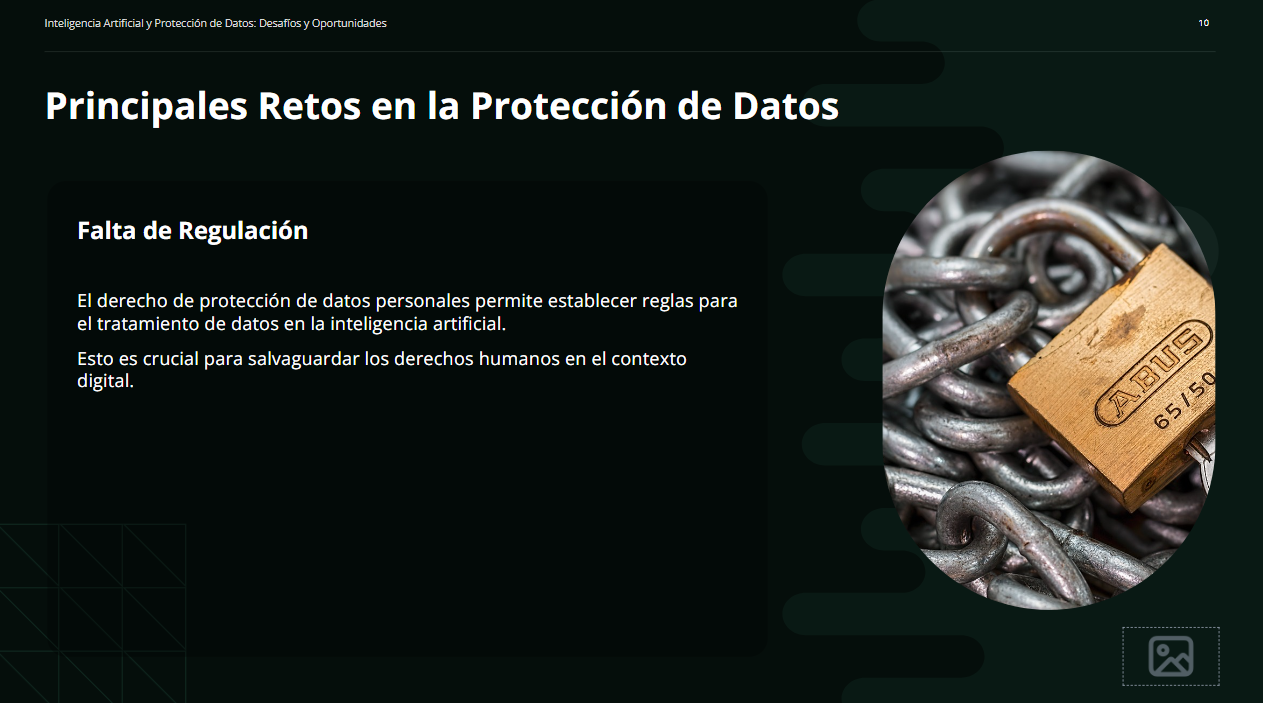 Inteligencia Artificial y Protección de Datos: Desafíos y Oportunidades
10
Principales Retos en la Protección de Datos
Falta de Regulación
El derecho de protección de datos personales permite establecer reglas para
el tratamiento de datos en la inteligencia artificial.
Esto es crucial para salvaguardar los derechos humanos en el contexto
digital.
ABUS
65/50